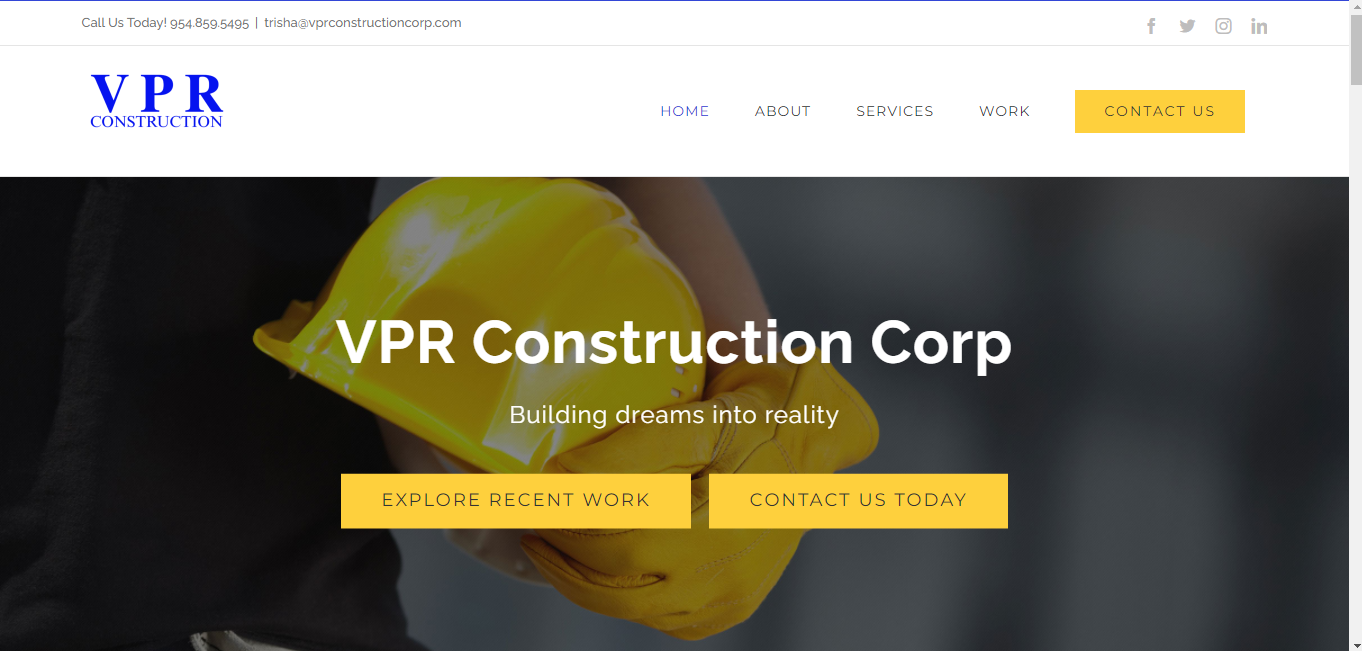 Call Us Today! 954.859.5495 | trisha@vprconstructioncorp.com
VPR
CONSTRUCTION
HOME ABOUT SERVICES WORK CONTACT US
VPR Construction Corp
Building dreams into reality
EXPLORE RECENT WORK CONTACT US TODAY